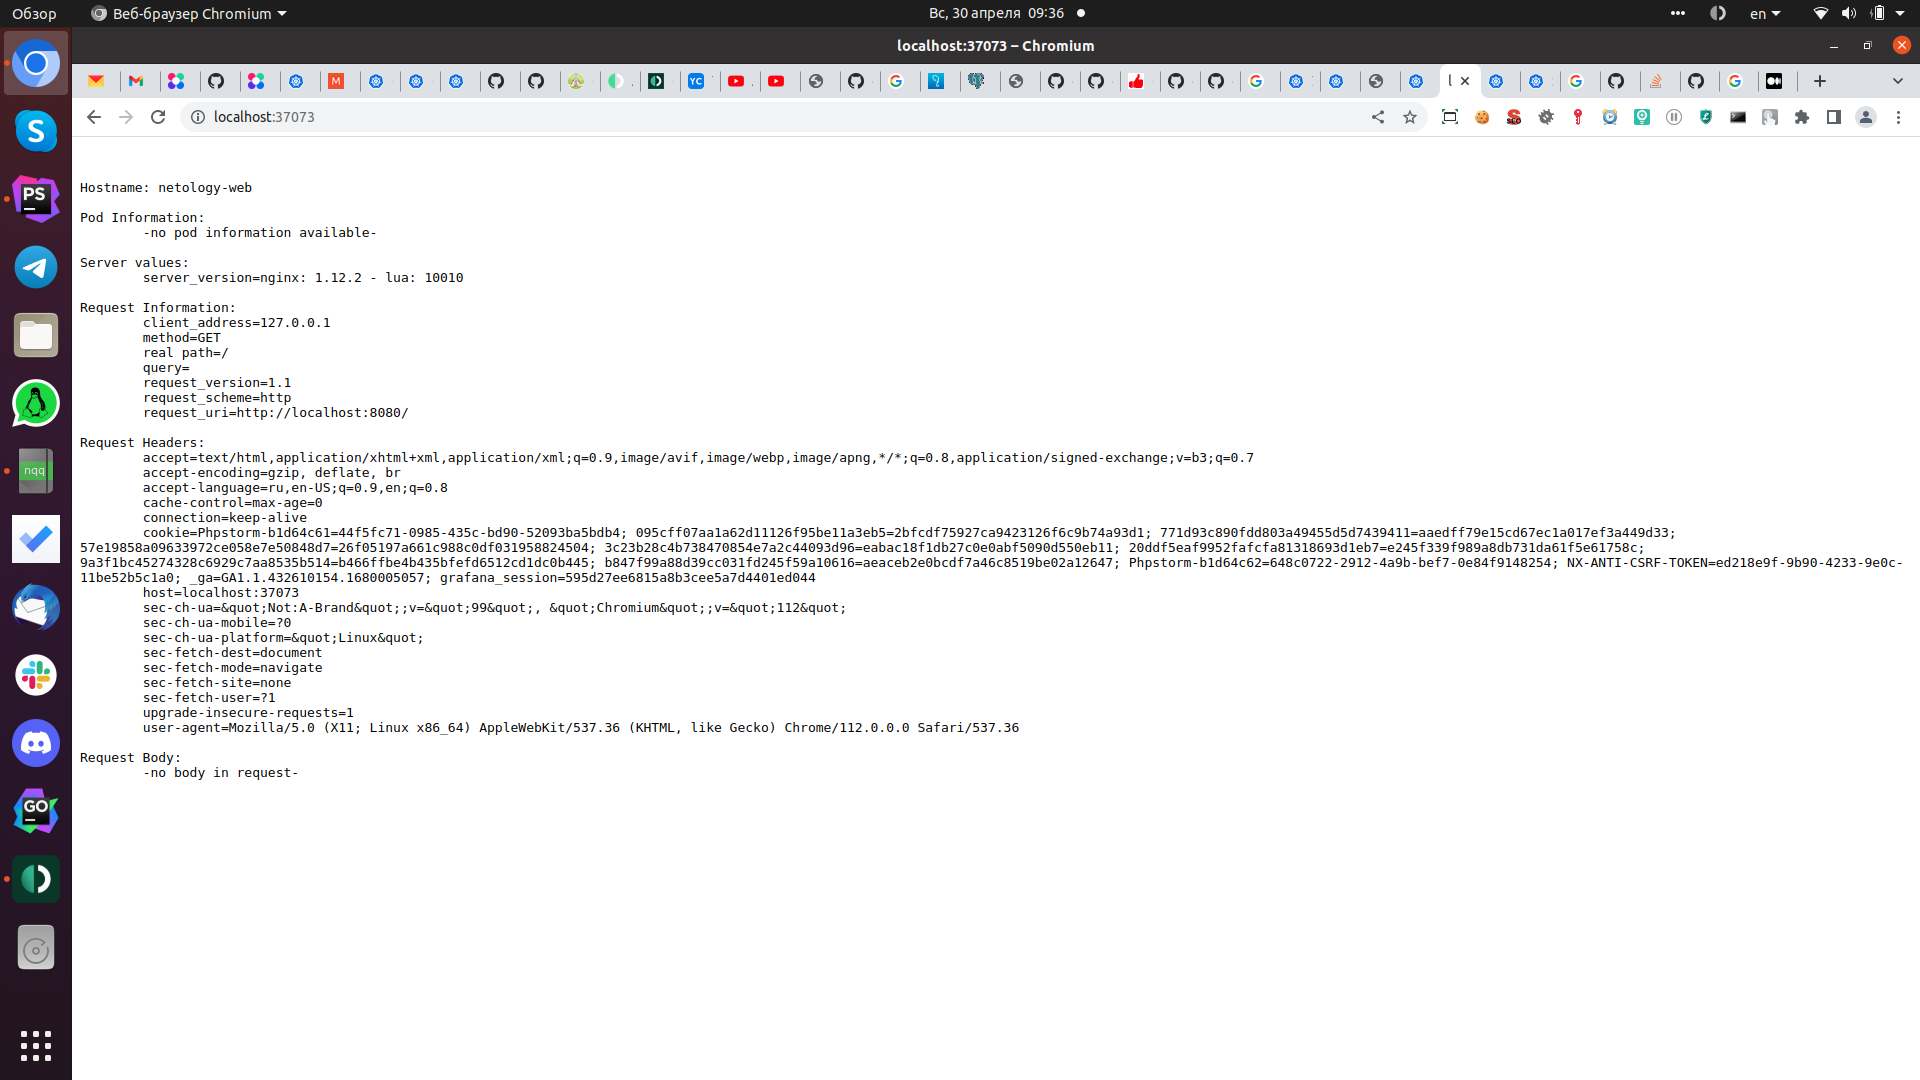 Обзор
Веб-браузер Chromium
Вс, 30 апреля 09:36
en
localhost:37073 – Chromium
localhost:37073
Hostname: netology-web
Pod Information:
-no pod information available-
Server values:
server_version=nginx: 1.12.2 - lua: 10010
Request Information:
client_address=127.0.0.1
method=GET
real path=/
query=
request_version=1.1
request_scheme=http
request_uri=http://localhost:8080/
Request Headers:
accept=text/html,application/xhtml+xml,application/xml;q=0.9,image/avif,image/webp,image/apng,*/*;q=0.8,application/signed-exchange;v=b3;q=0.7
accept-encoding=gzip, deflate, br
accept-language=ru,en-US;q=0.9,en;q=0.8
cache-control=max-age=0
connection=keep-alive
cookie=Phpstorm-b1d64c61=44f5fc71-0985-435c-bd90-52093ba5bdb4; 095cff07aa1a62d11126f95be11a3eb5=2bfcdf75927ca9423126f6c9b74a93d1; 771d93c890fdd803a49455d5d7439411=aaedff79e15cd67ec1a017ef3a449d33;
57e19858a09633972ce058e7e50848d7=26f05197a661c988c0df031958824504; 3c23b28c4b738470854e7a2c44093d96=eabac18f1db27c0e0abf5090d550eb11; 20ddf5eaf9952fafcfa81318693d1eb7=e245f339f989a8db731da61f5e61758c;
9a3f1bc45274328c6929c7aa8535b514=b466ffbe4b435bfefd6512cd1dc0b445; b847f99a88d39cc031fd245f59a10616=aeaceb2e0bcdf7a46c8519be02a12647; Phpstorm-b1d64c62=648c0722-2912-4a9b-bef7-0e84f9148254; NX-ANTI-CSRF-TOKEN=ed218e9f-9b90-4233-9e0c-
11be52b5c1a0; _ga=GA1.1.432610154.1680005057; grafana_session=595d27ee6815a8b3cee5a7d4401ed044
host=localhost:37073
sec-ch-ua=&quot;Not:A-Brand&quot;;v=&quot;99&quot;, &quot;Chromium&quot;;v=&quot;112&quot;
sec-ch-ua-mobile=?0
sec-ch-ua-platform=&quot;Linux&quot;
sec-fetch-dest=document
sec-fetch-mode=navigate
sec-fetch-site=none
sec-fetch-user=?1
upgrade-insecure-requests=1
user-agent=Mozilla/5.0 (X11; Linux x86_64) AppleWebKit/537.36 (KHTML, like Gecko) Chrome/112.0.0.0 Safari/537.36
Request Body:
-no body in request-
PS
nqq
GO
YC